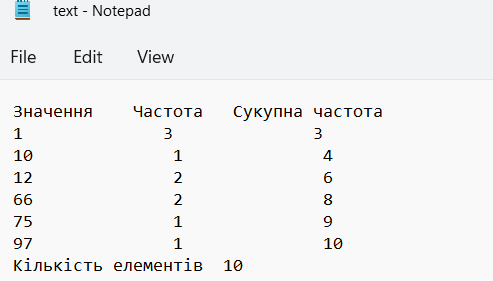 text - Notepad
File Edit View
Значення Частота Сукупна частота
1 3 3
10 1 4
12 2 6
66 2 8
75 1 9
97 1 10
Кількість елементів 10